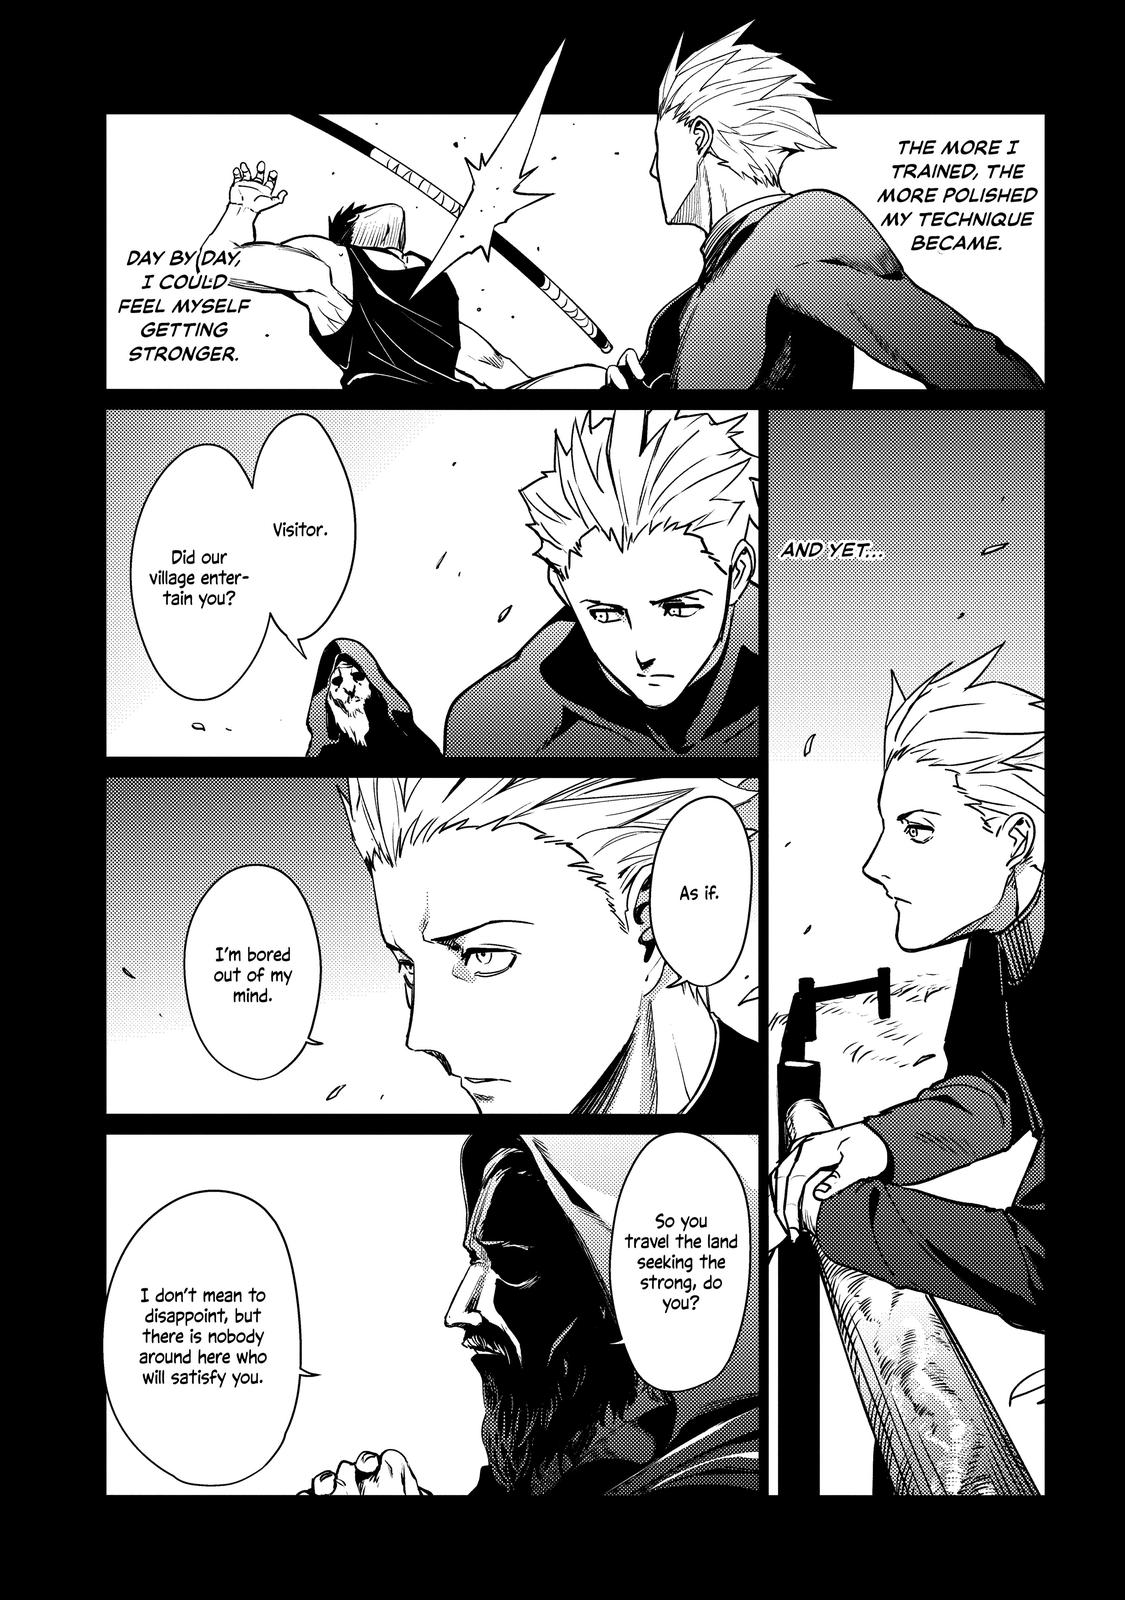 THE MORE I
TRAINED, THE
MORE POLISHED
MY TECHNIQUE
BECAME.
DAY BY DAY,
I COULD
FEEL MYSELF
GETTING
STRONGER.
AND YET...
Visitor.
Did our
village enter-
tain you?
As if.
I'm bored
out of my
mind.
So you
travel the land
seeking the
strong, do
you?
I don't mean to
disappoint, but
there is nobody
around here who
will satisfy you.